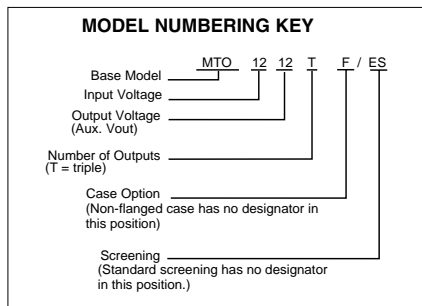 MODEL NUMBERING KEY
MTO 12 12 T F / ES
Base Model
Input Voltage
Output Voltage
(Aux. Vout)
Number of Outputs
(T = triple)
Case Option
(Non-flanged case has no designator in
this position)
Screening
(Standard screening has no designator
in this position.)